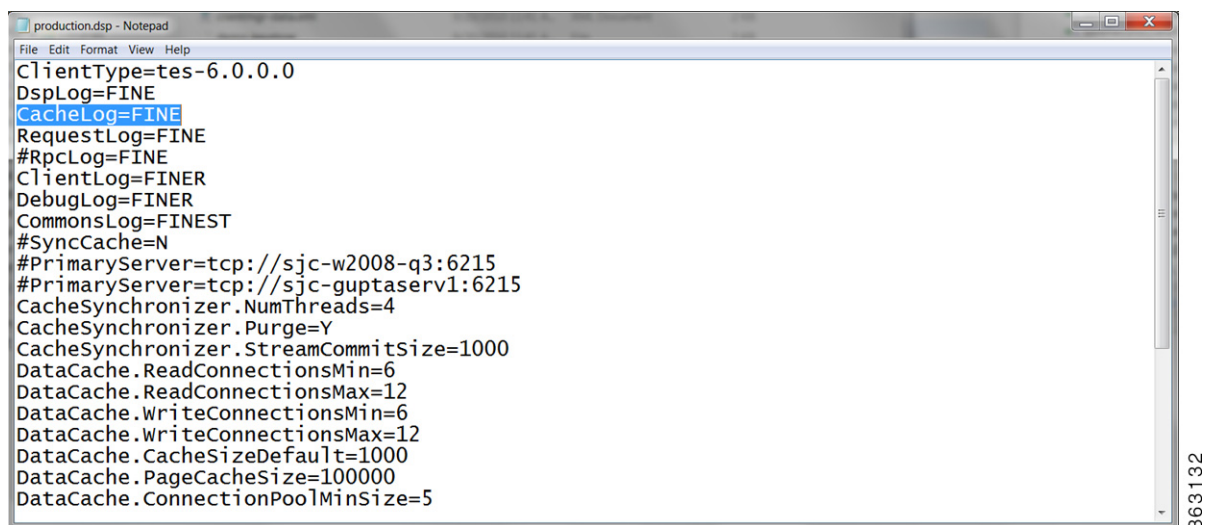 production.dsp - Notepad
File Edit Format View Help
ClientType=tes-6.0.0.0
DspLog=FINE
CacheLog=FINE
RequestLog=FINE
#RpcLog=FINE
ClientLog=FINER
DebugLog=FINER
CommonsLog=FINEST
#SyncCache=N
#PrimaryServer=tcp://sjc-w2008-q3:6215
#PrimaryServer=tcp://sjc-guptaserv1:6215
CacheSynchronizer.NumThreads=4
CacheSynchronizer.Purge=Y
CacheSynchronizer.StreamCommitSize=1000
DataCache.ReadConnectionsMin=6
DataCache.ReadConnectionsMax=12
DataCache.WriteConnectionsMin=6
DataCache.WriteConnectionsMax=12
DataCache.CacheSizeDefault=1000
DataCache.PageCacheSize=100000
DataCache.ConnectionPoolMinSize=5
363132